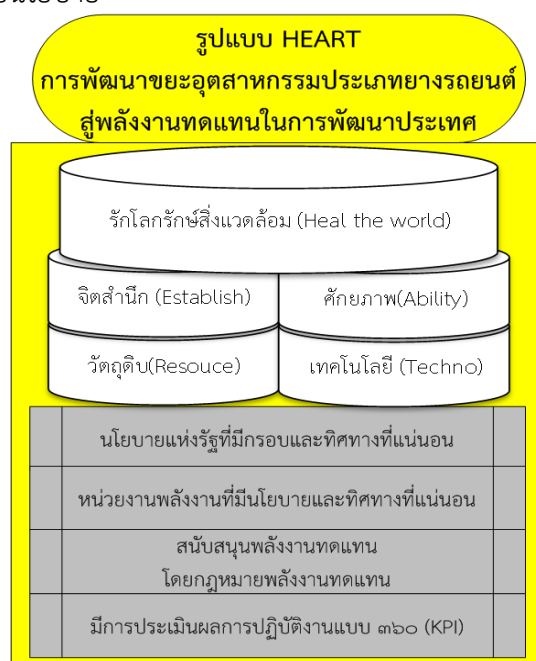 รูปแบบ HEART
การพัฒนาขยะอุตสาหกรรมประเภทยางรถยนต์
สู่พลังงานทดแทนในการพัฒนาประเทศ
รักโลกรักษ์สิ่งแวดล้อม (Heal the world)
จิตสำนึก (Establish)
ศักยภาพ(Ability)
วัตถุดิบ(Resouce)
เทคโนโลยี (Techno)
นโยบายแห่งรัฐที่มีกรอบและทิศทางที่แน่นอน
หน่วยงานพลังงานที่มีนโยบายและทิศทางที่แน่นอน
สนับสนุนพลังงานทดแทน
โดยกฎหมายพลังงานทดแทน
มีการประเมินผลการปฏิบัติงานแบบ ๓๖๐ (KPI)